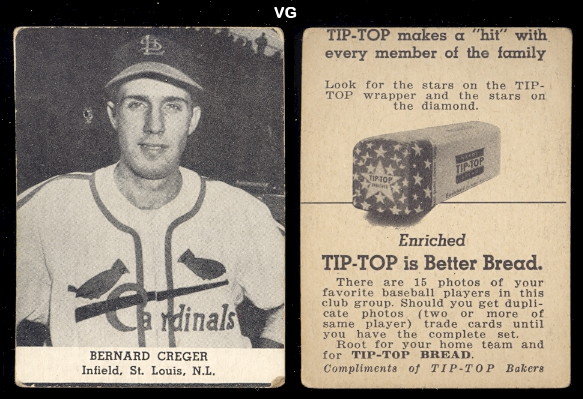 VG
StL
Cardinals
BERNARD CREGER
Infield, St. Louis, N.L.
TIP-TOP makes a "hit" with
every member of the family
Look for the stars on the TIP-
TOP wrapper and the stars on
the diamond.
TIP-TOP
TIP-TOP
Enriched
TIP-TOP is Better Bread.
There are 15 photos of your
favorite baseball players in this
club group. Should you get dupli-
cate photos (two or more of
same player) trade cards until
you have the complete set.
Root for your home team and
for TIP-TOP BREAD.
Compliments of TIP-TOP Bakers